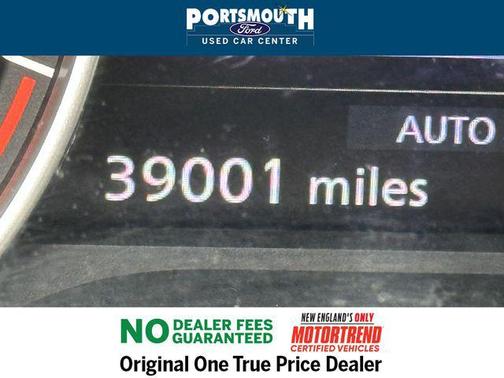 PORTSMOUTH
Ford
USED CAR CENTER
AUTO
39001 miles
NO DEALER FEES GUARANTEED
NEW ENGLAND'S ONLY
MOTORTREND
CERTIFIED VEHICLES
Original One True Price Dealer